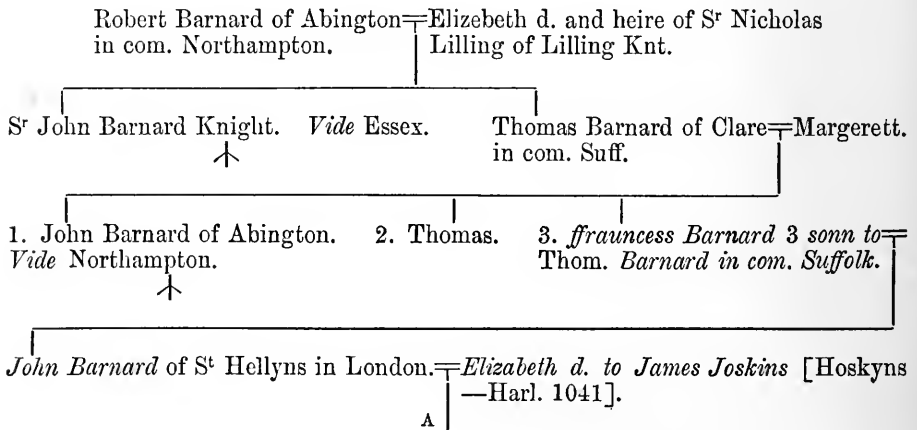 Robert Barnard of Abington Elizebeth d. and heire of Sʳ Nicholas
in com. Northampton. Lilling of Lilling Knt.
Sʳ John Barnard Knight. Vide Essex. Thomas Barnard of Clare Margerett.
in com. Suff.
1. John Barnard of Abington. 2. Thomas. 3. ffrauncess Barnard 3 sonn to
Vide Northampton. Thom. Barnard in com. Suffolk.
John Barnard of Sᵗ Hellyns in London. Elizabeth d. to James Joskins [Hoskyns
—Harl. 1041].
A